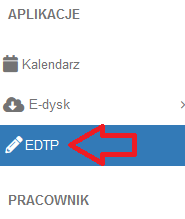 APLIKACJE
Kalendarz
E-dysk
EDTP
PRACOWNIK